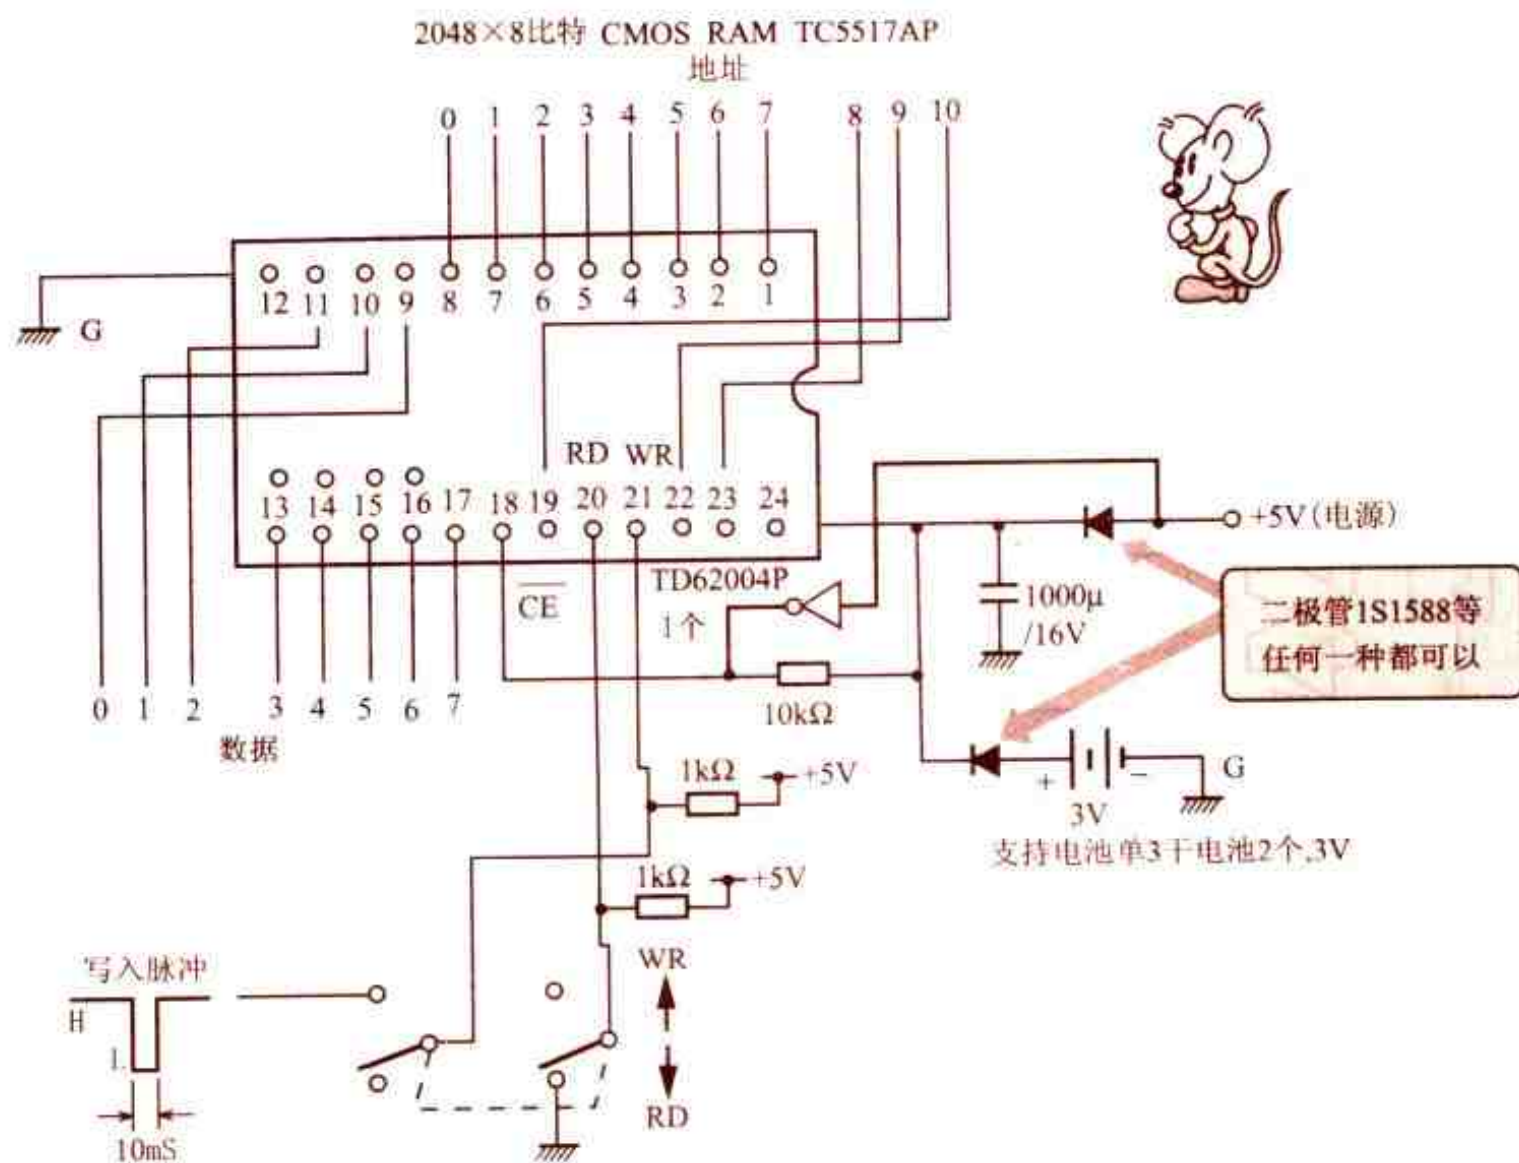 2048×8比特 CMOS RAM TC5517AP
地址
0 1 2 3 4 5 6 7 8 9 10
12 11 10 9 8 7 6 5 4 3 2 1
G
RD WR
13 14 15 16 17 18 19 20 21 22 23 24
+5V(电源)
CE
TD62004P
1个
1000μ
/16V
二极管1S1588等
任何一种都可以
10kΩ
0 1 2 3 4 5 6 7
数据
1kΩ
+5V
+ −
3V
G
支持电池单3干电池2个,3V
1kΩ
+5V
写入脉冲
H
L
10mS
WR
RD